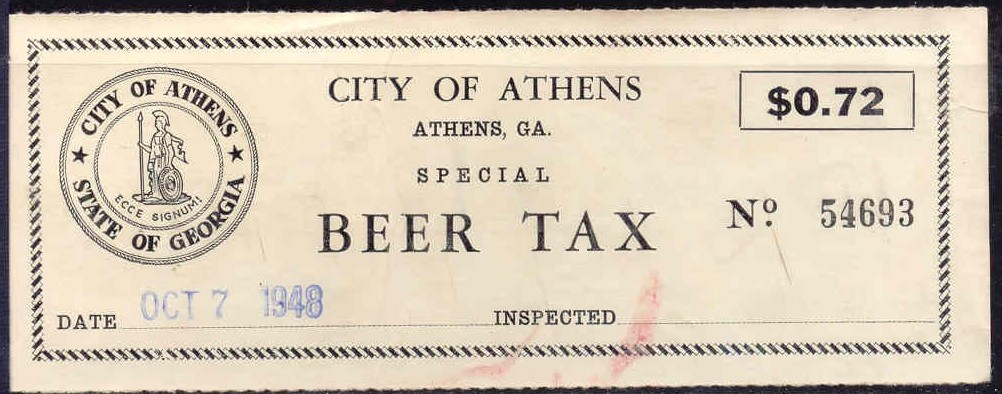 CITY OF ATHENS
STATE OF GEORGIA
ECCE SIGNUM!
CITY OF ATHENS
ATHENS, GA.
SPECIAL
BEER TAX
$0.72
Nº 54693
DATE OCT 7 1948 INSPECTED